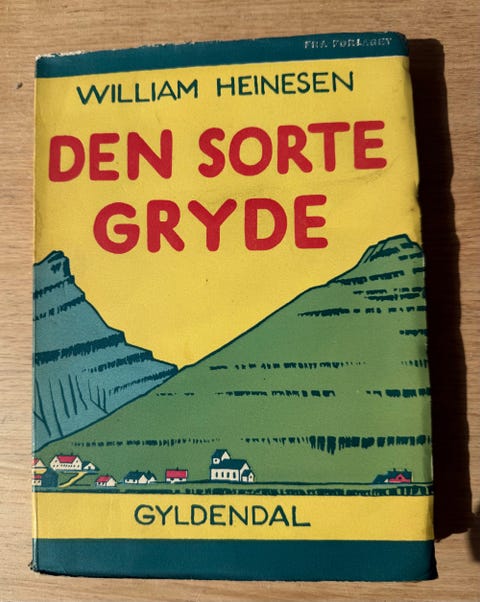 FRA FORLAGET
WILLIAM HEINESEN
DEN SORTE
GRYDE
GYLDENDAL